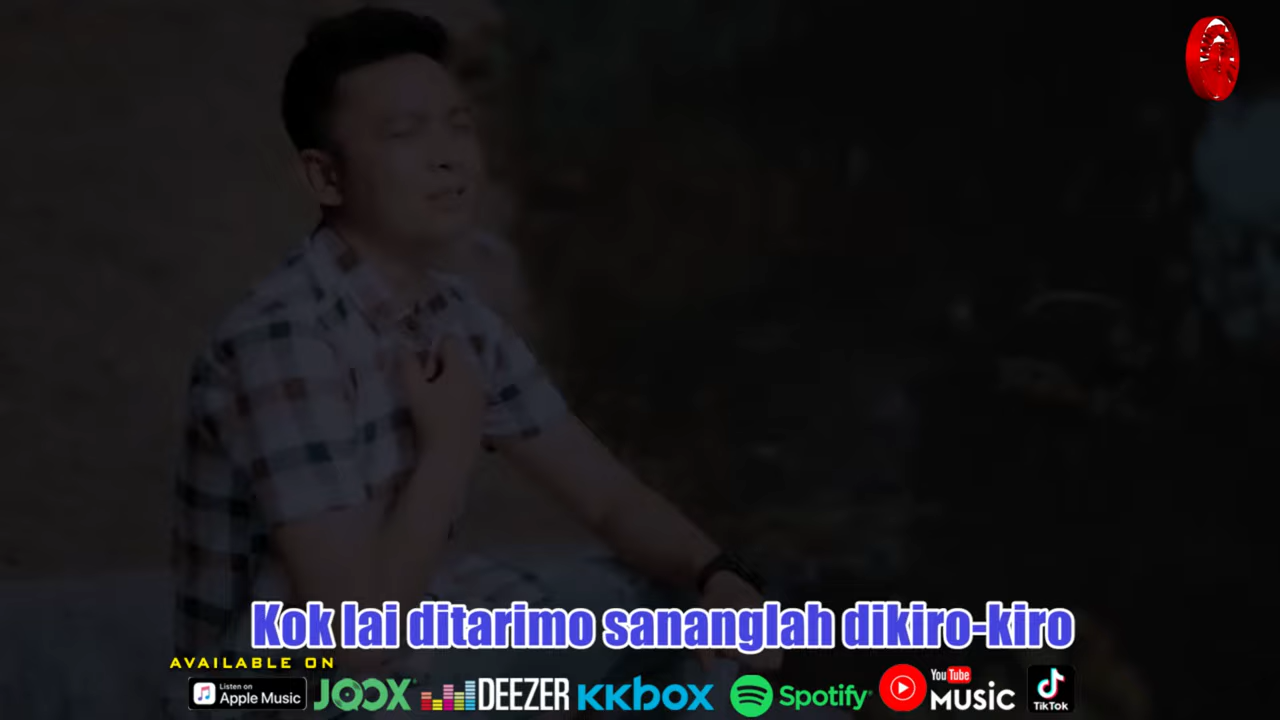 Kok lai ditarimo sananglah dikiro-kiro
AVAILABLE ON
Listen on
Apple Music
JOOX
DEEZER
KKBOX
Spotify
YouTube
MUSIC
TikTok